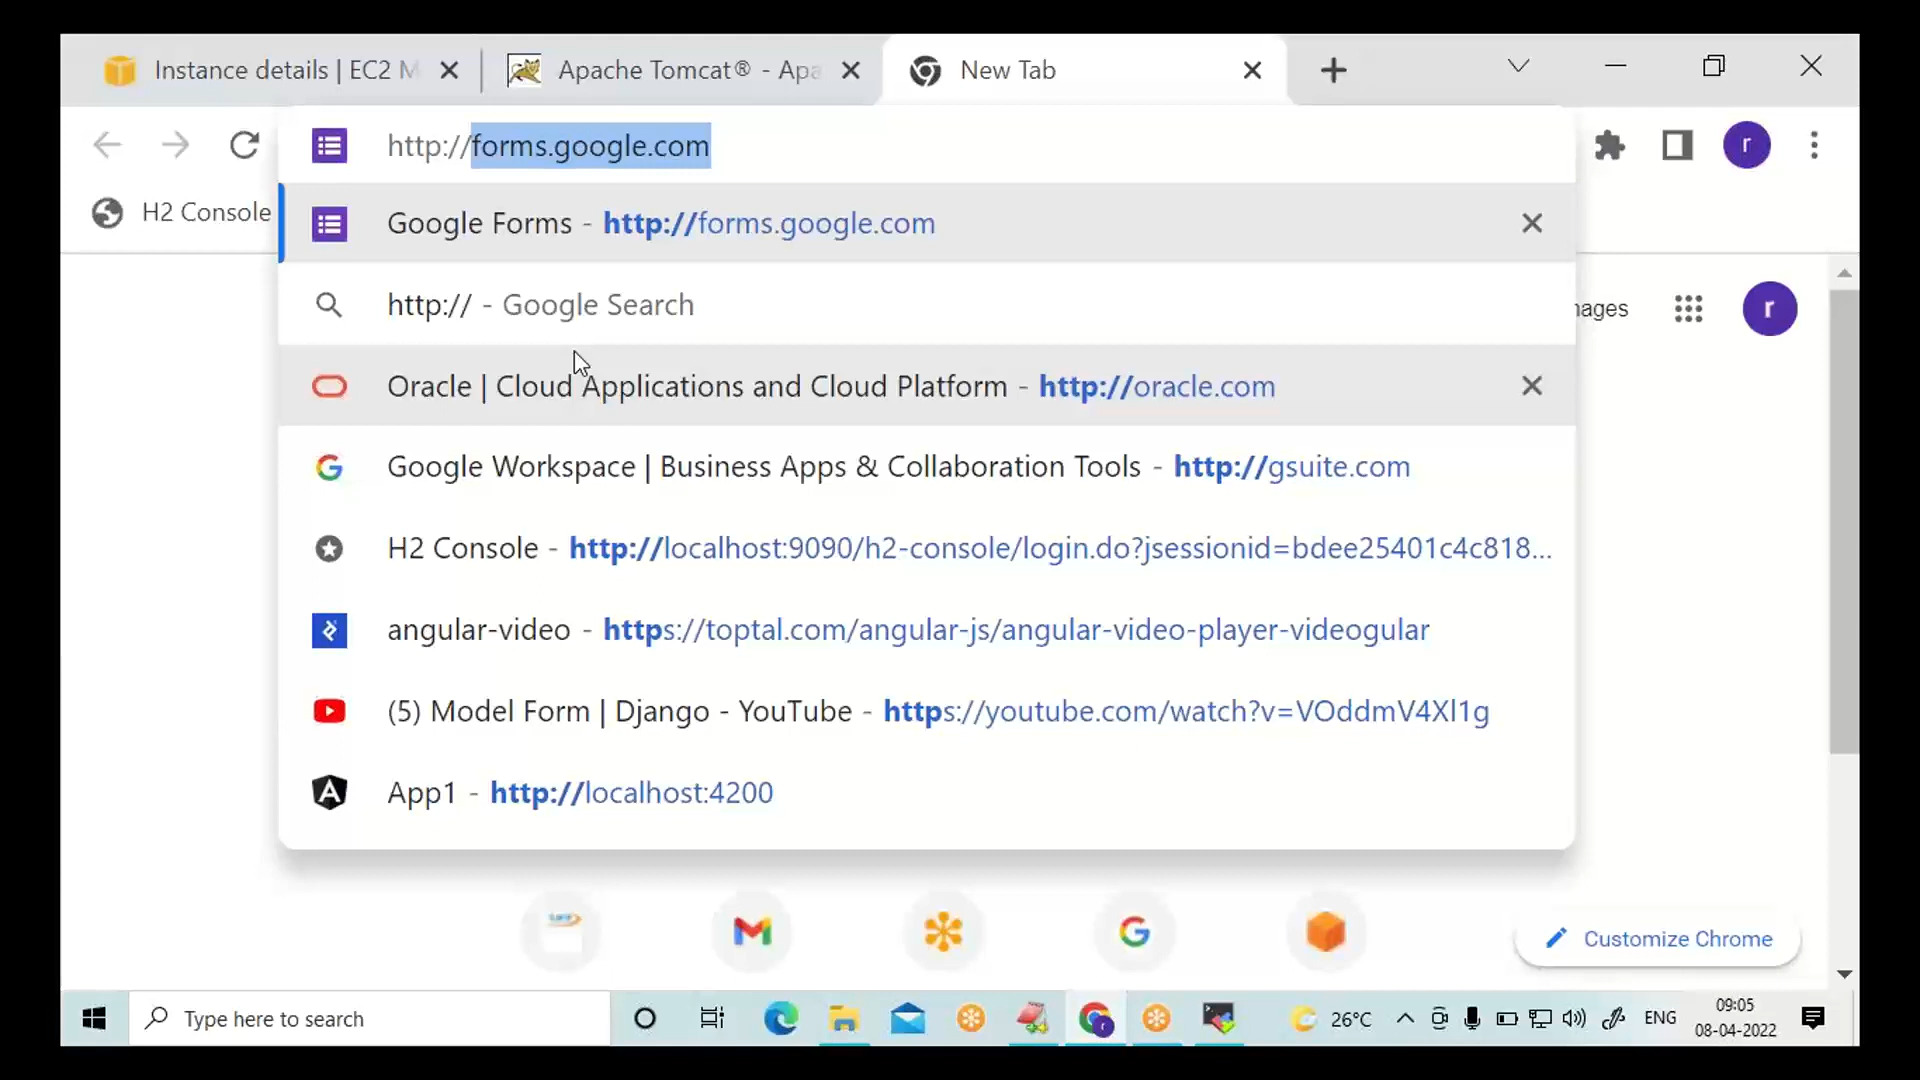 Instance details | EC2 M
Apache Tomcat® - Apa
New Tab
http://forms.google.com
r
H2 Console
Google Forms - http://forms.google.com
http:// - Google Search
nages
r
Oracle | Cloud Applications and Cloud Platform - http://oracle.com
Google Workspace | Business Apps & Collaboration Tools - http://gsuite.com
H2 Console - http://localhost:9090/h2-console/login.do?jsessionid=bdee25401c4c818...
angular-video - https://toptal.com/angular-js/angular-video-player-videogular
(5) Model Form | Django - YouTube - https://youtube.com/watch?v=VOddmV4Xl1g
App1 - http://localhost:4200
Customize Chrome
Type here to search
26°C
ENG
09:05
08-04-2022